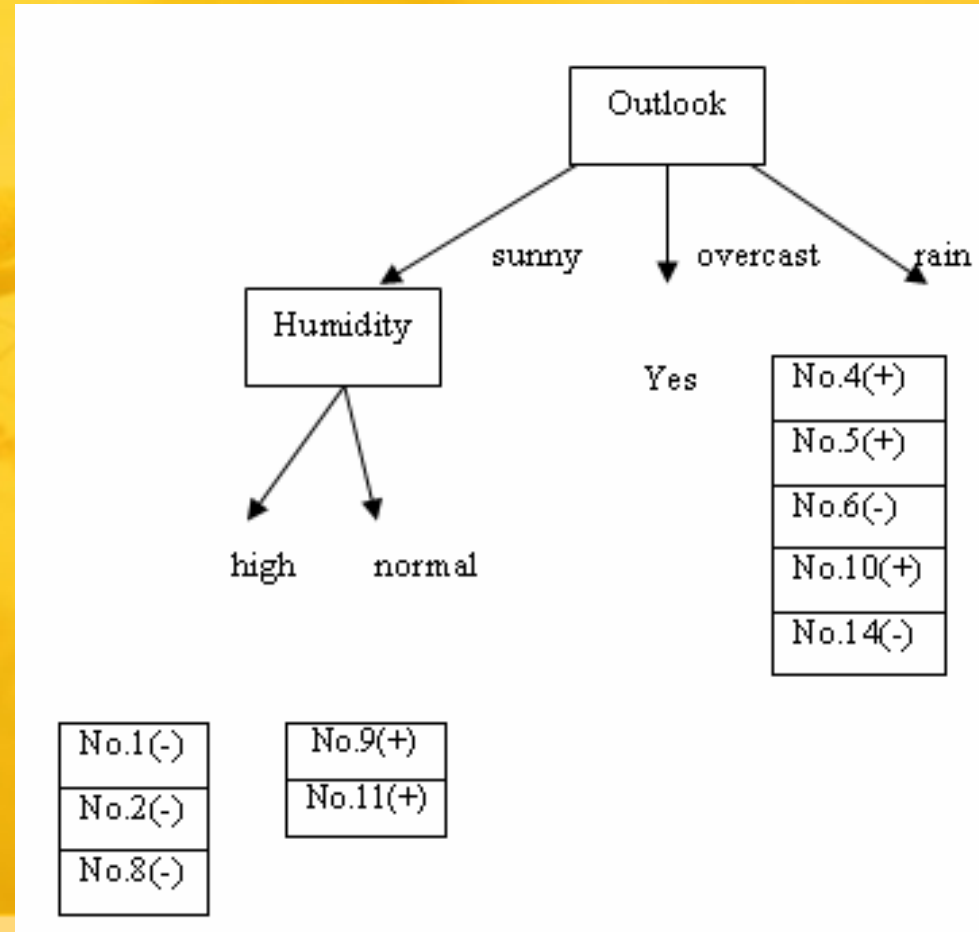 Outlook
sunny
overcast
rain
Humidity
Yes
No.4(+)
No.5(+)
No.6(-)
No.10(+)
No.14(-)
high
normal
No.1(-)
No.2(-)
No.8(-)
No.9(+)
No.11(+)